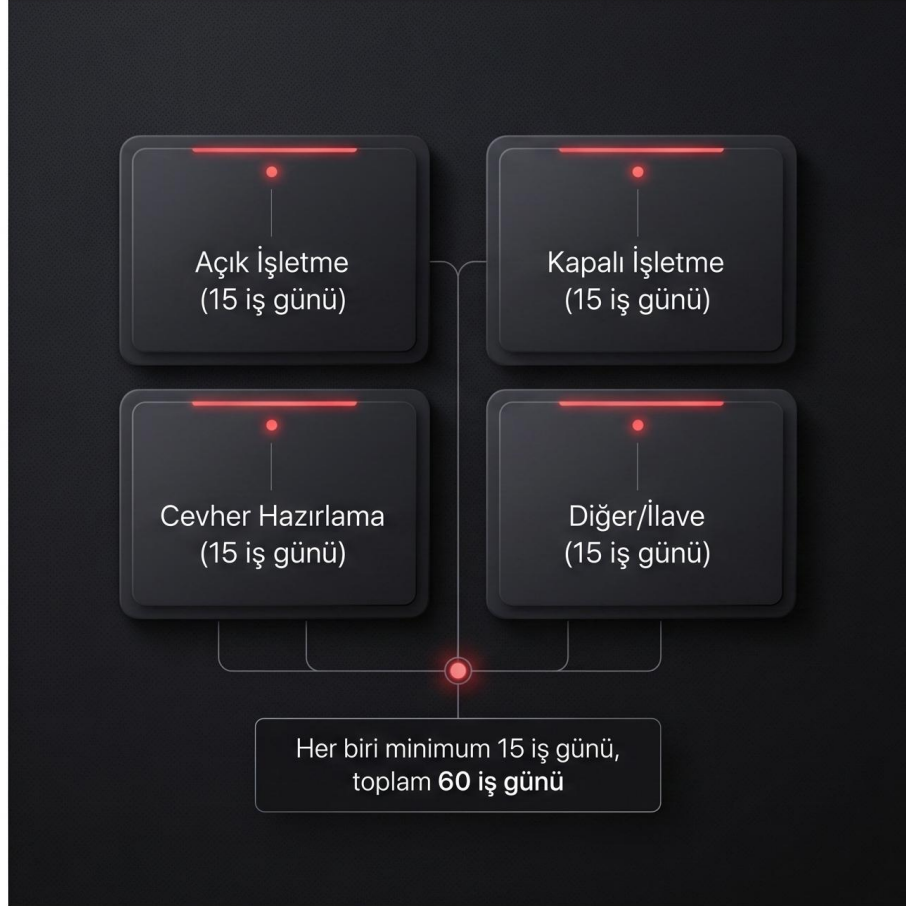 Açık İşletme
(15 iş günü)
Kapalı İşletme
(15 iş günü)
Cevher Hazırlama
(15 iş günü)
Diğer/İlave
(15 iş günü)
Her biri minimum 15 iş günü,
toplam 60 iş günü